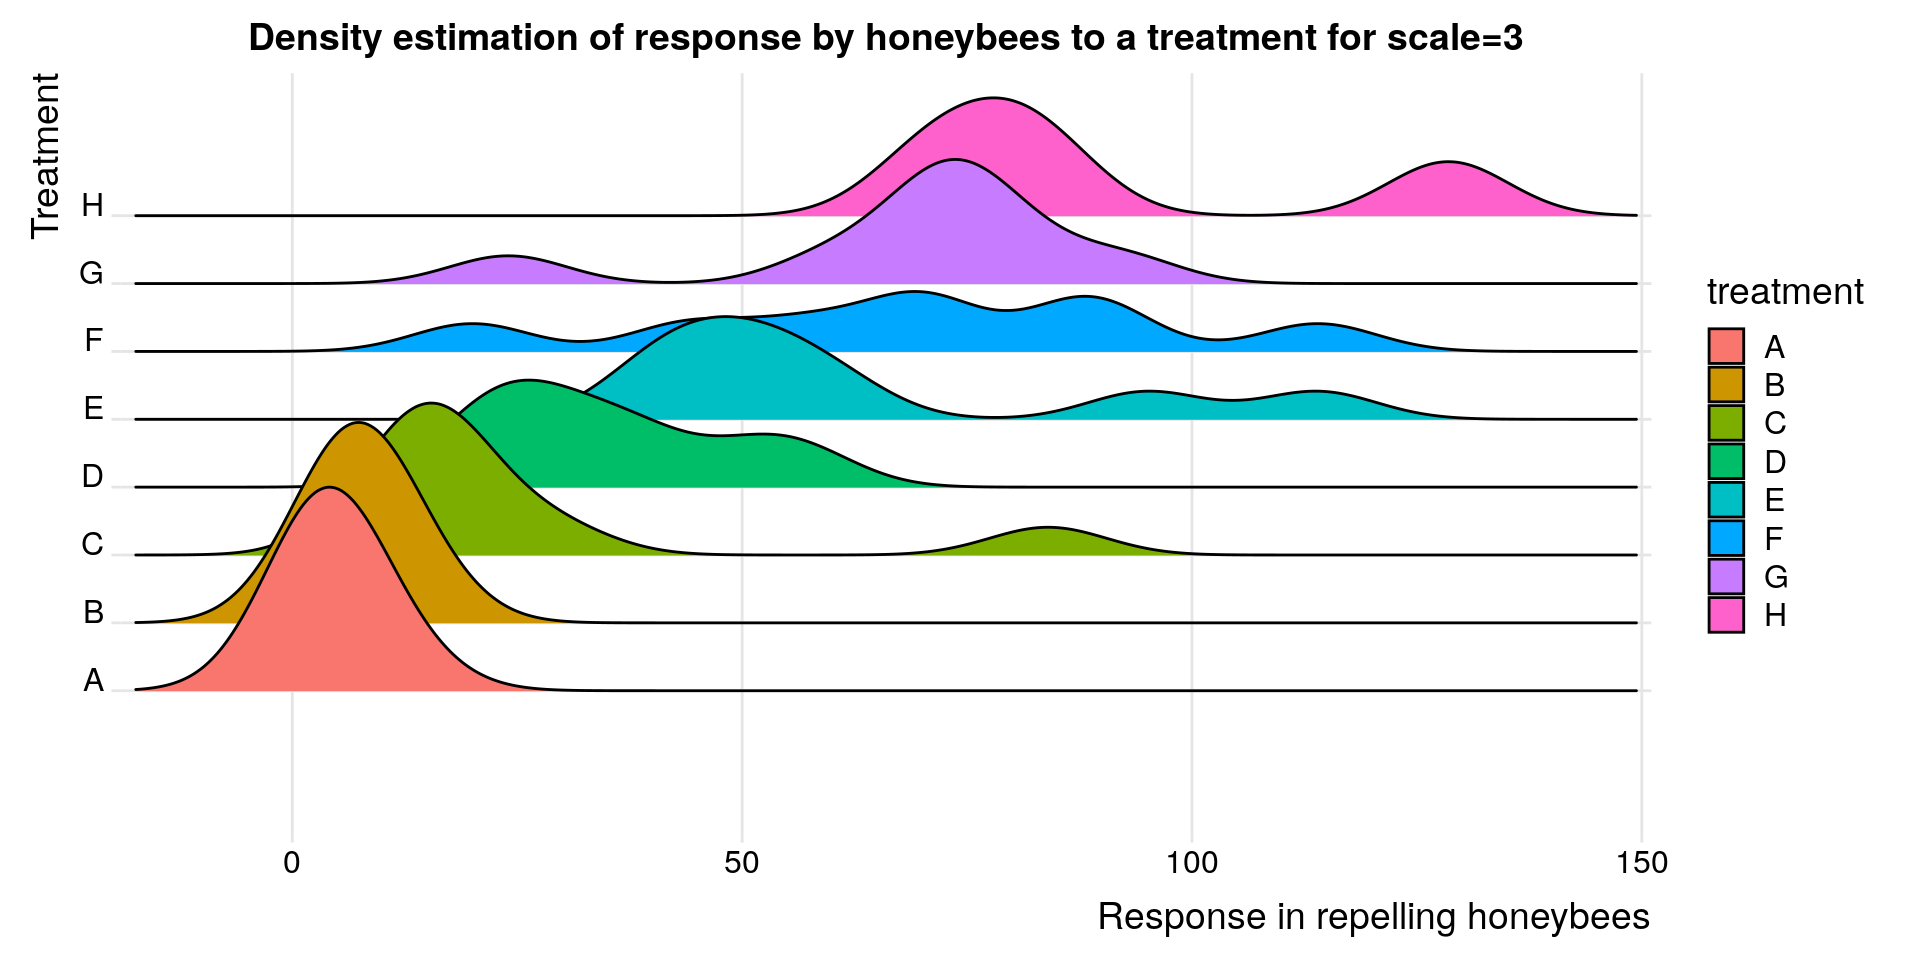 Density estimation of response by honeybees to a treatment for scale=3
Treatment
H
G
F
E
D
C
B
A
0 50 100 150
Response in repelling honeybees
treatment
A
B
C
D
E
F
G
H